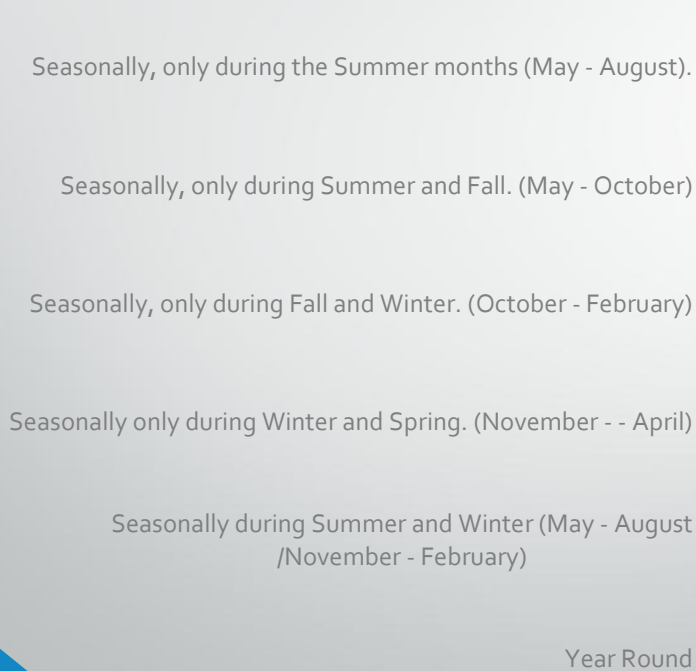 Seasonally, only during the Summer months (May - August).
Seasonally, only during Summer and Fall. (May - October)
Seasonally, only during Fall and Winter. (October - February)
Seasonally only during Winter and Spring. (November - - April)
Seasonally during Summer and Winter (May - August
/November - February)
Year Round